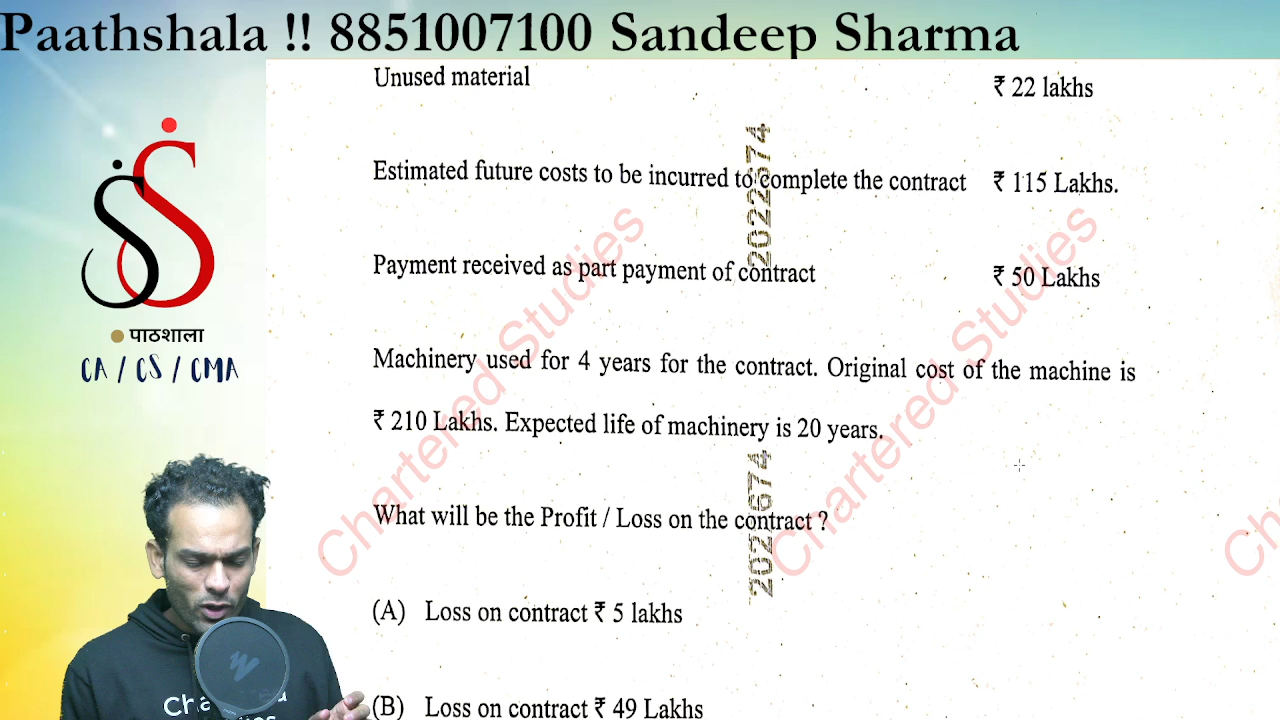 Paathshala !! 8851007100 Sandeep Sharma
Unused material ₹ 22 lakhs
Estimated future costs to be incurred to complete the contract ₹ 115 Lakhs.
Payment received as part payment of contract ₹ 50 Lakhs
Machinery used for 4 years for the contract. Original cost of the machine is
₹ 210 Lakhs. Expected life of machinery is 20 years.
What will be the Profit / Loss on the contract ?
(A) Loss on contract ₹ 5 lakhs
(B) Loss on contract ₹ 49 Lakhs
SS
पाठशाला
CA / CS / CMA
Chartered Studies
Chartered Studies
2022674